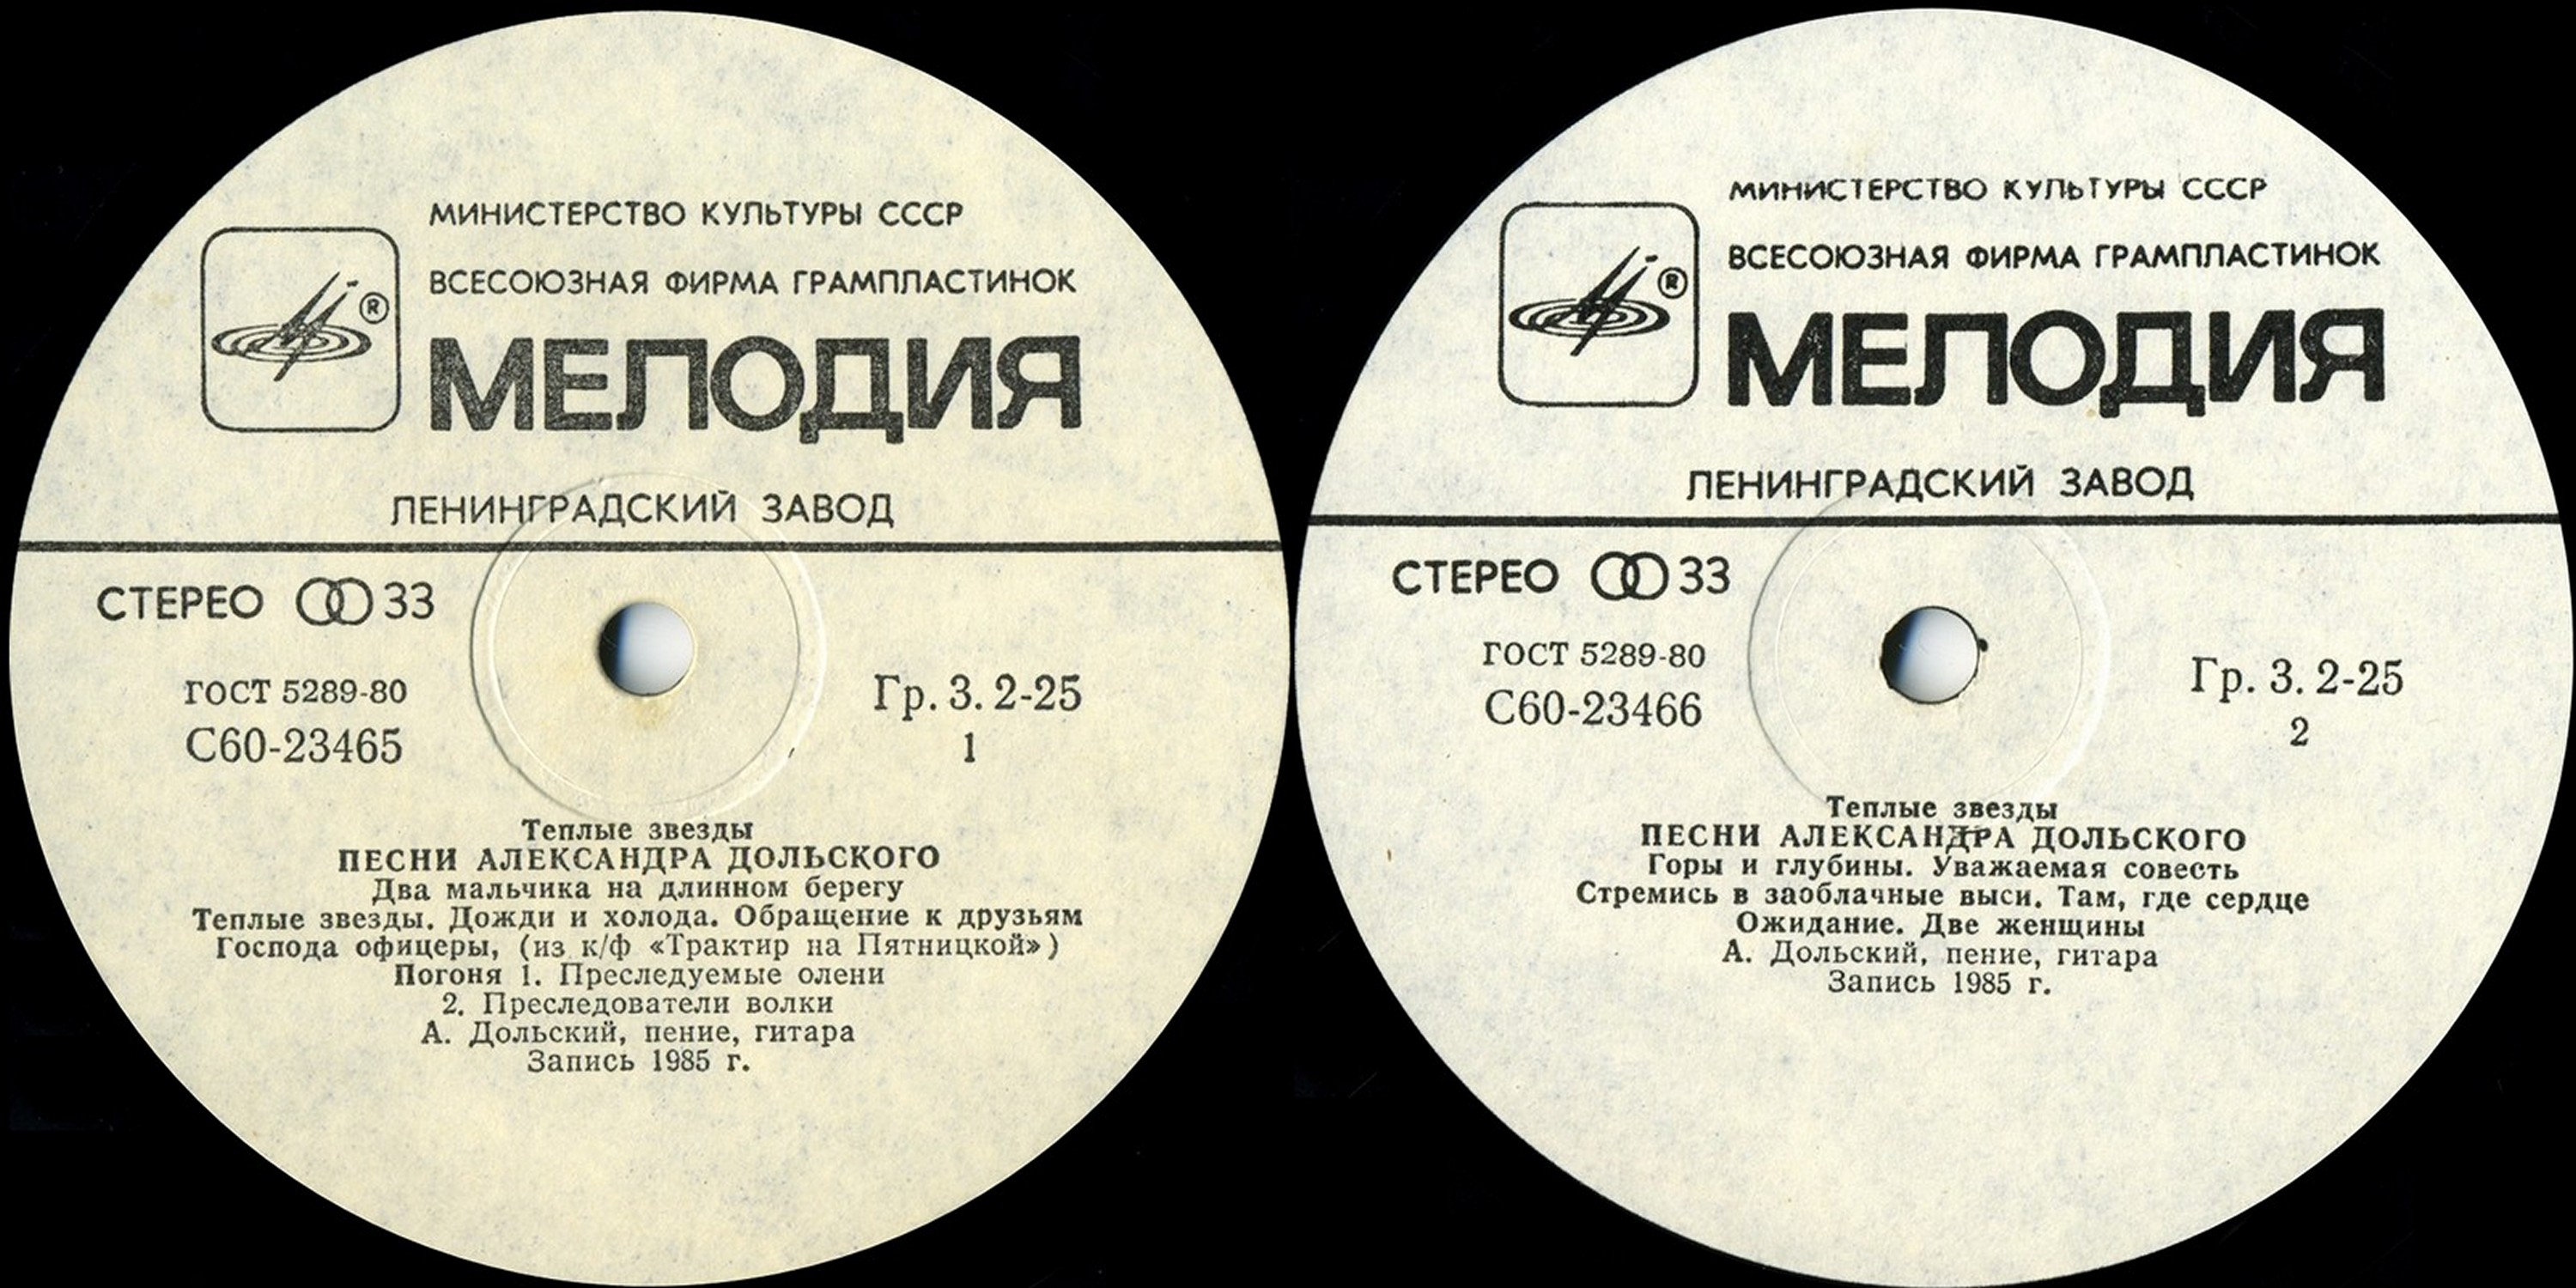 МИНИСТЕРСТВО КУЛЬТУРЫ СССР
ВСЕСОЮЗНАЯ ФИРМА ГРАМПЛАСТИНОК
®
МЕЛОДИЯ
ЛЕНИНГРАДСКИЙ ЗАВОД
СТЕРЕО 33
ГОСТ 5289-80
С60-23465
Гр. 3. 2-25
1
Теплые звезды
ПЕСНИ АЛЕКСАНДРА ДОЛЬСКОГО
Два мальчика на длинном берегу
Теплые звезды. Дожди и холода. Обращение к друзьям
Господа офицеры, (из к/ф «Трактир на Пятницкой»)
Погоня 1. Преследуемые олени
2. Преследователи волки
А. Дольский, пение, гитара
Запись 1985 г.
МИНИСТЕРСТВО КУЛЬТУРЫ СССР
ВСЕСОЮЗНАЯ ФИРМА ГРАМПЛАСТИНОК
®
МЕЛОДИЯ
ЛЕНИНГРАДСКИЙ ЗАВОД
СТЕРЕО 33
ГОСТ 5289-80
С60-23466
Гр. 3. 2-25
2
Теплые звезды
ПЕСНИ АЛЕКСАНДРА ДОЛЬСКОГО
Горы и глубины. Уважаемая совесть
Стремись в заоблачные выси. Там, где сердце
Ожидание. Две женщины
А. Дольский, пение, гитара
Запись 1985 г.